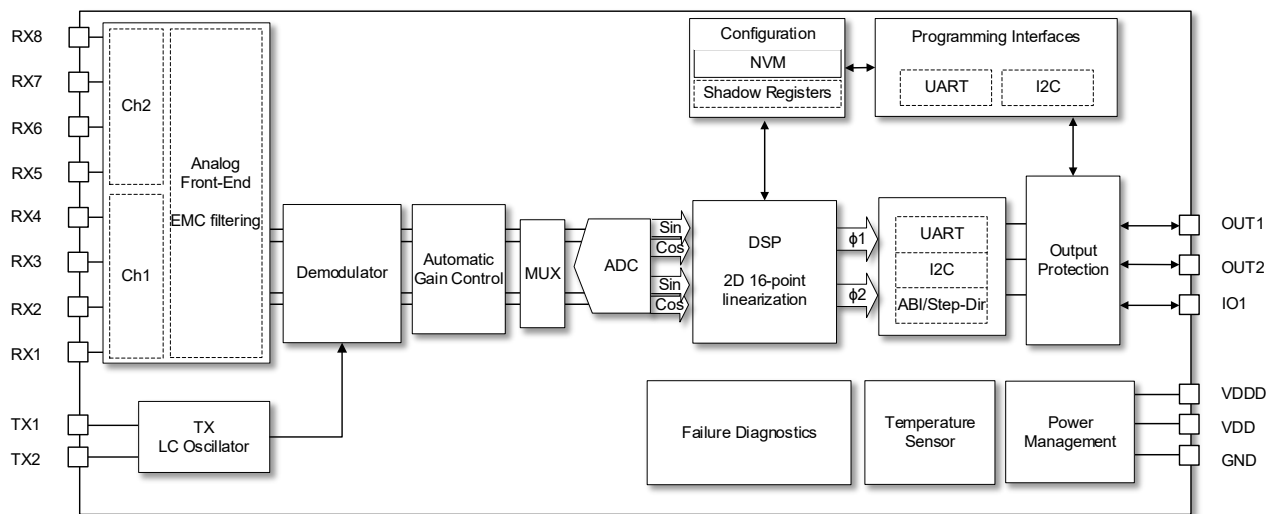 RX8
RX7
RX6
RX5
RX4
RX3
RX2
RX1
TX1
TX2
Ch2
Ch1
Analog
Front-End
EMC filtering
TX
LC Oscillator
Demodulator
Automatic
Gain Control
MUX
ADC
Sin
Cos
Sin
Cos
Configuration
NVM
Shadow Registers
Programming Interfaces
UART
I2C
DSP
2D 16-point
linearization
ϕ1
ϕ2
UART
I2C
ABI/Step-Dir
Output
Protection
OUT1
OUT2
IO1
Failure Diagnostics
Temperature
Sensor
Power
Management
VDDD
VDD
GND